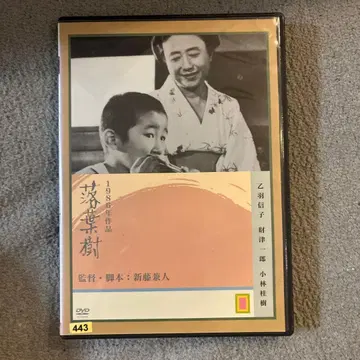 1986年作品
落葉樹
監督・脚本:新藤兼人
乙羽信子 財津一郎 小林桂樹
DVD
443